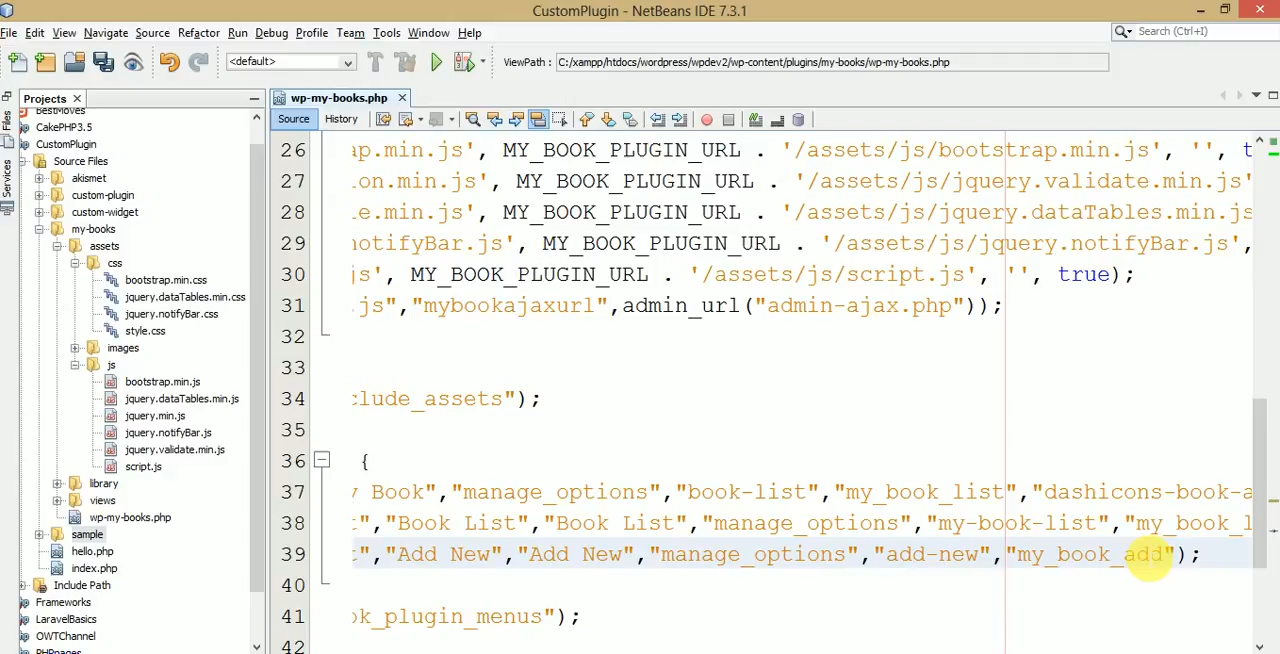 CustomPlugin - NetBeans IDE 7.3.1
File Edit View Navigate Source Refactor Run Debug Profile Team Tools Window Help
Search (Ctrl+I)
<default>
ViewPath : C:/xampp/htdocs/wordpress/wpdev2/wp-content/plugins/my-books/wp-my-books.php
Projects
wp-my-books.php
Source History
Files
Services
BestMoves
CakePHP3.5
CustomPlugin
Source Files
akismet
custom-plugin
custom-widget
my-books
assets
css
bootstrap.min.css
jquery.dataTables.min.css
jquery.notifyBar.css
style.css
images
js
bootstrap.min.js
jquery.dataTables.min.js
jquery.min.js
jquery.notifyBar.js
jquery.validate.min.js
script.js
library
views
wp-my-books.php
sample
hello.php
index.php
Include Path
Frameworks
LaravelBasics
OWTChannel
PHPpages
26 ap.min.js', MY_BOOK_PLUGIN_URL . '/assets/js/bootstrap.min.js', '', t
27 ion.min.js', MY_BOOK_PLUGIN_URL . '/assets/js/jquery.validate.min.js'
28 le.min.js', MY_BOOK_PLUGIN_URL . '/assets/js/jquery.dataTables.min.js
29 notifyBar.js', MY_BOOK_PLUGIN_URL . '/assets/js/jquery.notifyBar.js',
30 js', MY_BOOK_PLUGIN_URL . '/assets/js/script.js', '', true);
31 .js","mybookajaxurl",admin_url("admin-ajax.php"));
32
33
34 clude_assets");
35
36 {
37 y Book","manage_options","book-list","my_book_list","dashicons-book-a
38 t","Book List","Book List","manage_options","my-book-list","my_book_l
39 t","Add New","Add New","manage_options","add-new","my_book_add");
40
41 ok_plugin_menus");
42